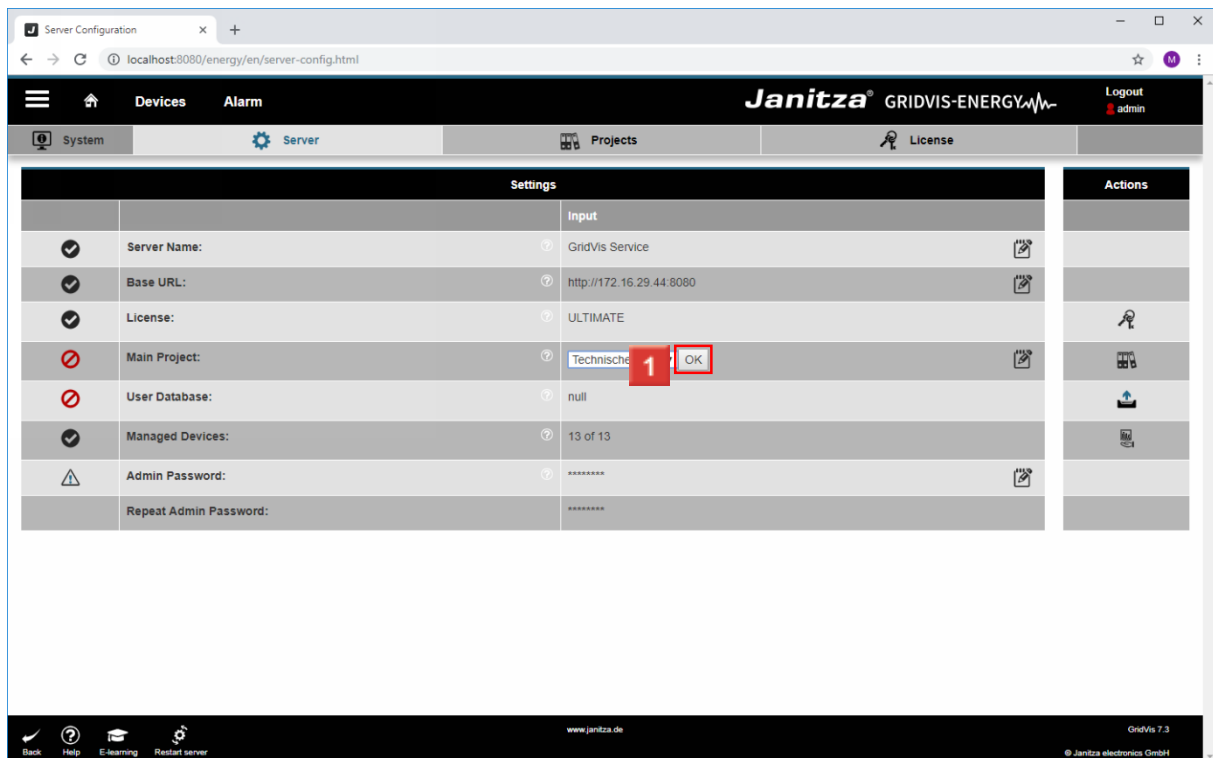 Server Configuration
localhost:8080/energy/en/server-config.html
M
Devices Alarm
Janitza® GRIDVIS-ENERGY
Logout
admin
System Server Projects License
Settings Actions
Input
Server Name: ? GridVis Service
Base URL: ? http://172.16.29.44:8080
License: ? ULTIMATE
Main Project: ? Technische 1 OK
User Database: ? null
Managed Devices: ? 13 of 13
Admin Password: ? ********
Repeat Admin Password: ********
www.janitza.de
GridVis 7.3
Back Help E-learning Restart server
© Janitza electronics GmbH